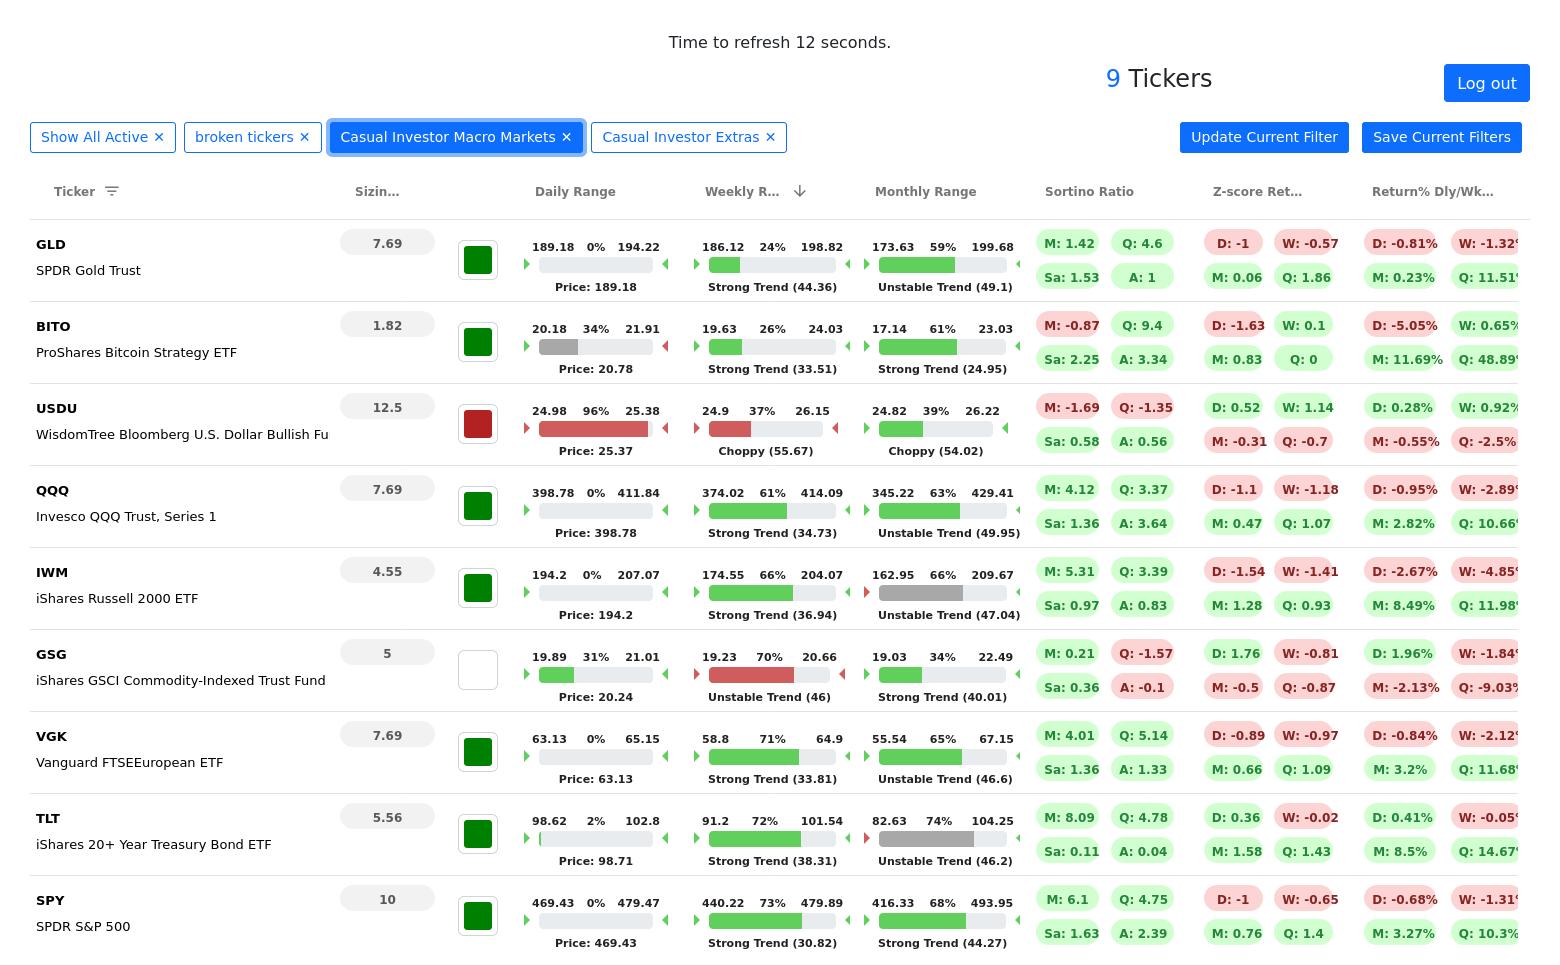 Time to refresh 12 seconds.
9 Tickers
Log out
Show All Active ✕ broken tickers ✕ Casual Investor Macro Markets ✕ Casual Investor Extras ✕ Update Current Filter Save Current Filters
Ticker Sizin… Daily Range Weekly R… Monthly Range Sortino Ratio Z-score Ret… Return% Dly/Wk…
GLD 7.69 189.18 0% 194.22 186.12 24% 198.82 173.63 59% 199.68 M: 1.42 Q: 4.6 D: -1 W: -0.57 D: -0.81% W: -1.32%
SPDR Gold Trust Sa: 1.53 A: 1 M: 0.06 Q: 1.86 M: 0.23% Q: 11.51%
Price: 189.18 Strong Trend (44.36) Unstable Trend (49.1)
BITO 1.82 20.18 34% 21.91 19.63 26% 24.03 17.14 61% 23.03 M: -0.87 Q: 9.4 D: -1.63 W: 0.1 D: -5.05% W: 0.65%
ProShares Bitcoin Strategy ETF Sa: 2.25 A: 3.34 M: 0.83 Q: 0 M: 11.69% Q: 48.89%
Price: 20.78 Strong Trend (33.51) Strong Trend (24.95)
USDU 12.5 24.98 96% 25.38 24.9 37% 26.15 24.82 39% 26.22 M: -1.69 Q: -1.35 D: 0.52 W: 1.14 D: 0.28% W: 0.92%
WisdomTree Bloomberg U.S. Dollar Bullish Fu Sa: 0.58 A: 0.56 M: -0.31 Q: -0.7 M: -0.55% Q: -2.5%
Price: 25.37 Choppy (55.67) Choppy (54.02)
QQQ 7.69 398.78 0% 411.84 374.02 61% 414.09 345.22 63% 429.41 M: 4.12 Q: 3.37 D: -1.1 W: -1.18 D: -0.95% W: -2.89%
Invesco QQQ Trust, Series 1 Sa: 1.36 A: 3.64 M: 0.47 Q: 1.07 M: 2.82% Q: 10.66%
Price: 398.78 Strong Trend (34.73) Unstable Trend (49.95)
IWM 4.55 194.2 0% 207.07 174.55 66% 204.07 162.95 66% 209.67 M: 5.31 Q: 3.39 D: -1.54 W: -1.41 D: -2.67% W: -4.85%
iShares Russell 2000 ETF Sa: 0.97 A: 0.83 M: 1.28 Q: 0.93 M: 8.49% Q: 11.98%
Price: 194.2 Strong Trend (36.94) Unstable Trend (47.04)
GSG 5 19.89 31% 21.01 19.23 70% 20.66 19.03 34% 22.49 M: 0.21 Q: -1.57 D: 1.76 W: -0.81 D: 1.96% W: -1.84%
iShares GSCI Commodity-Indexed Trust Fund Sa: 0.36 A: -0.1 M: -0.5 Q: -0.87 M: -2.13% Q: -9.03%
Price: 20.24 Unstable Trend (46) Strong Trend (40.01)
VGK 7.69 63.13 0% 65.15 58.8 71% 64.9 55.54 65% 67.15 M: 4.01 Q: 5.14 D: -0.89 W: -0.97 D: -0.84% W: -2.12%
Vanguard FTSEEuropean ETF Sa: 1.36 A: 1.33 M: 0.66 Q: 1.09 M: 3.2% Q: 11.68%
Price: 63.13 Strong Trend (33.81) Unstable Trend (46.6)
TLT 5.56 98.62 2% 102.8 91.2 72% 101.54 82.63 74% 104.25 M: 8.09 Q: 4.78 D: 0.36 W: -0.02 D: 0.41% W: -0.05%
iShares 20+ Year Treasury Bond ETF Sa: 0.11 A: 0.04 M: 1.58 Q: 1.43 M: 8.5% Q: 14.67%
Price: 98.71 Strong Trend (38.31) Unstable Trend (46.2)
SPY 10 469.43 0% 479.47 440.22 73% 479.89 416.33 68% 493.95 M: 6.1 Q: 4.75 D: -1 W: -0.65 D: -0.68% W: -1.31%
SPDR S&P 500 Sa: 1.63 A: 2.39 M: 0.76 Q: 1.4 M: 3.27% Q: 10.3%
Price: 469.43 Strong Trend (30.82) Strong Trend (44.27)